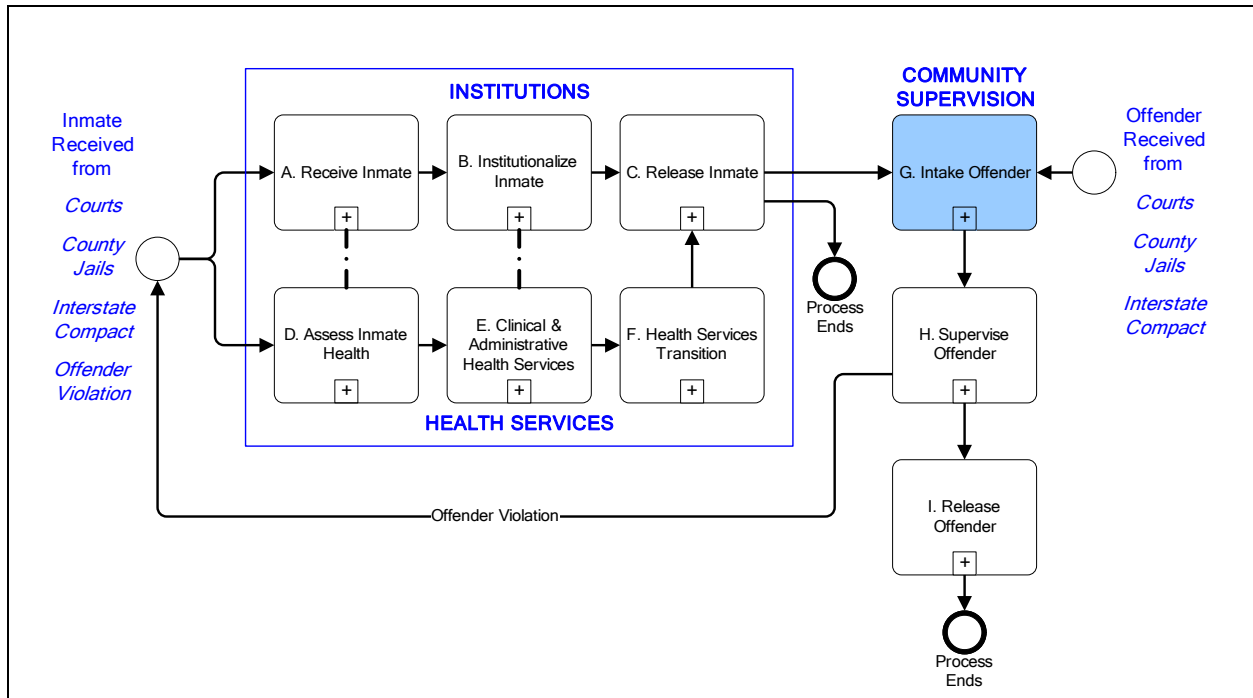 INSTITUTIONS
COMMUNITY
SUPERVISION
Inmate
Received
from
Courts
County
Jails
Interstate
Compact
Offender
Violation
A. Receive Inmate
+
B. Institutionalize
Inmate
+
C. Release Inmate
+
G. Intake Offender
+
Offender
Received
from
Courts
County
Jails
Interstate
Compact
D. Assess Inmate
Health
+
E. Clinical &
Administrative
Health Services
+
F. Health Services
Transition
+
Process
Ends
H. Supervise
Offender
+
HEALTH SERVICES
Offender Violation
I. Release
Offender
+
Process
Ends